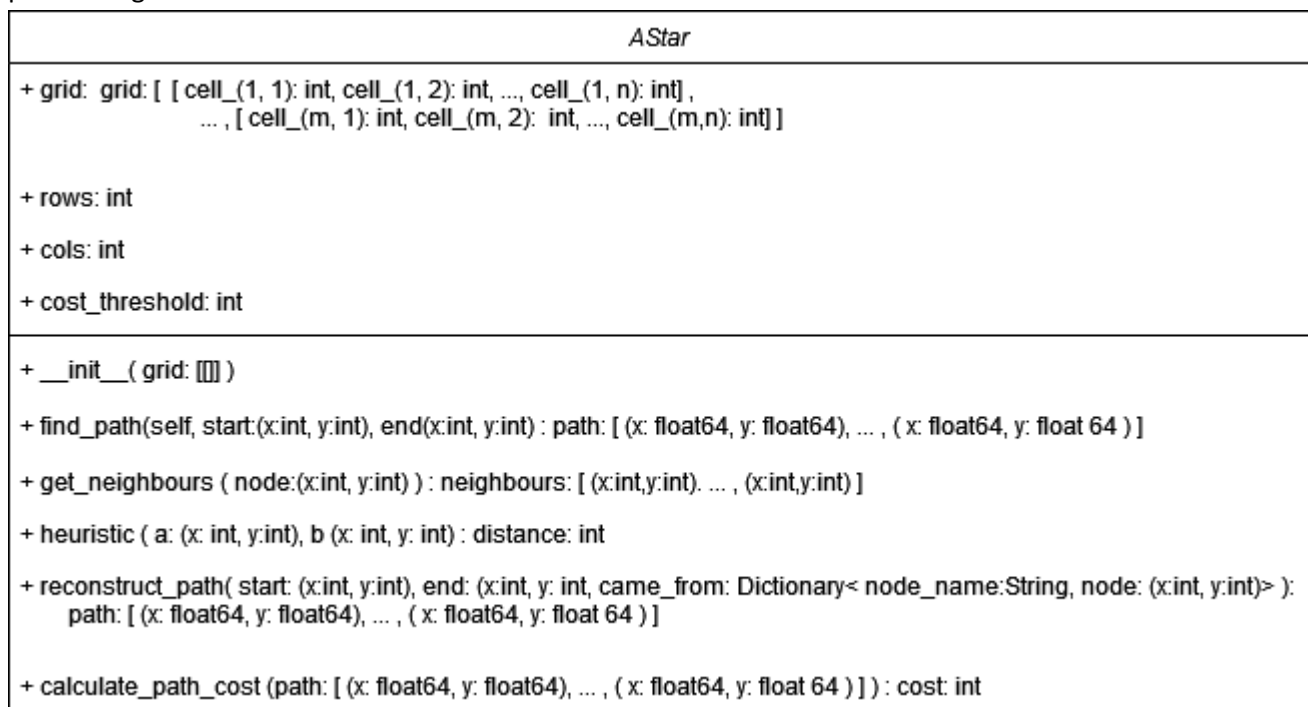 AStar
+ grid:  grid: [  [ cell_(1, 1): int, cell_(1, 2): int, ..., cell_(1, n): int] ,
... , [ cell_(m, 1): int, cell_(m, 2):  int, ..., cell_(m,n): int] ]
+ rows: int
+ cols: int
+ cost_threshold: int
+ __init__( grid: [[]] )
+ find_path(self, start:(x:int, y:int), end(x:int, y:int) : path: [ (x: float64, y: float64), ... , ( x: float64, y: float 64 ) ]
+ get_neighbours ( node:(x:int, y:int) ) : neighbours: [ (x:int,y:int). ... , (x:int,y:int) ]
+ heuristic ( a: (x: int, y:int), b (x: int, y: int) : distance: int
+ reconstruct_path( start: (x:int, y:int), end: (x:int, y: int, came_from: Dictionary< node_name:String, node: (x:int, y:int)> ):
path: [ (x: float64, y: float64), ... , ( x: float64, y: float 64 ) ]
+ calculate_path_cost (path: [ (x: float64, y: float64), ... , ( x: float64, y: float 64 ) ] ) : cost: int